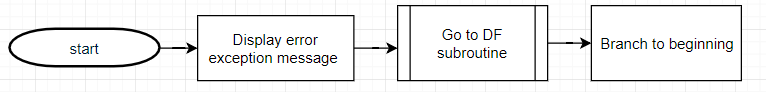 start
Display error
exception message
Go to DF
subroutine
Branch to beginning